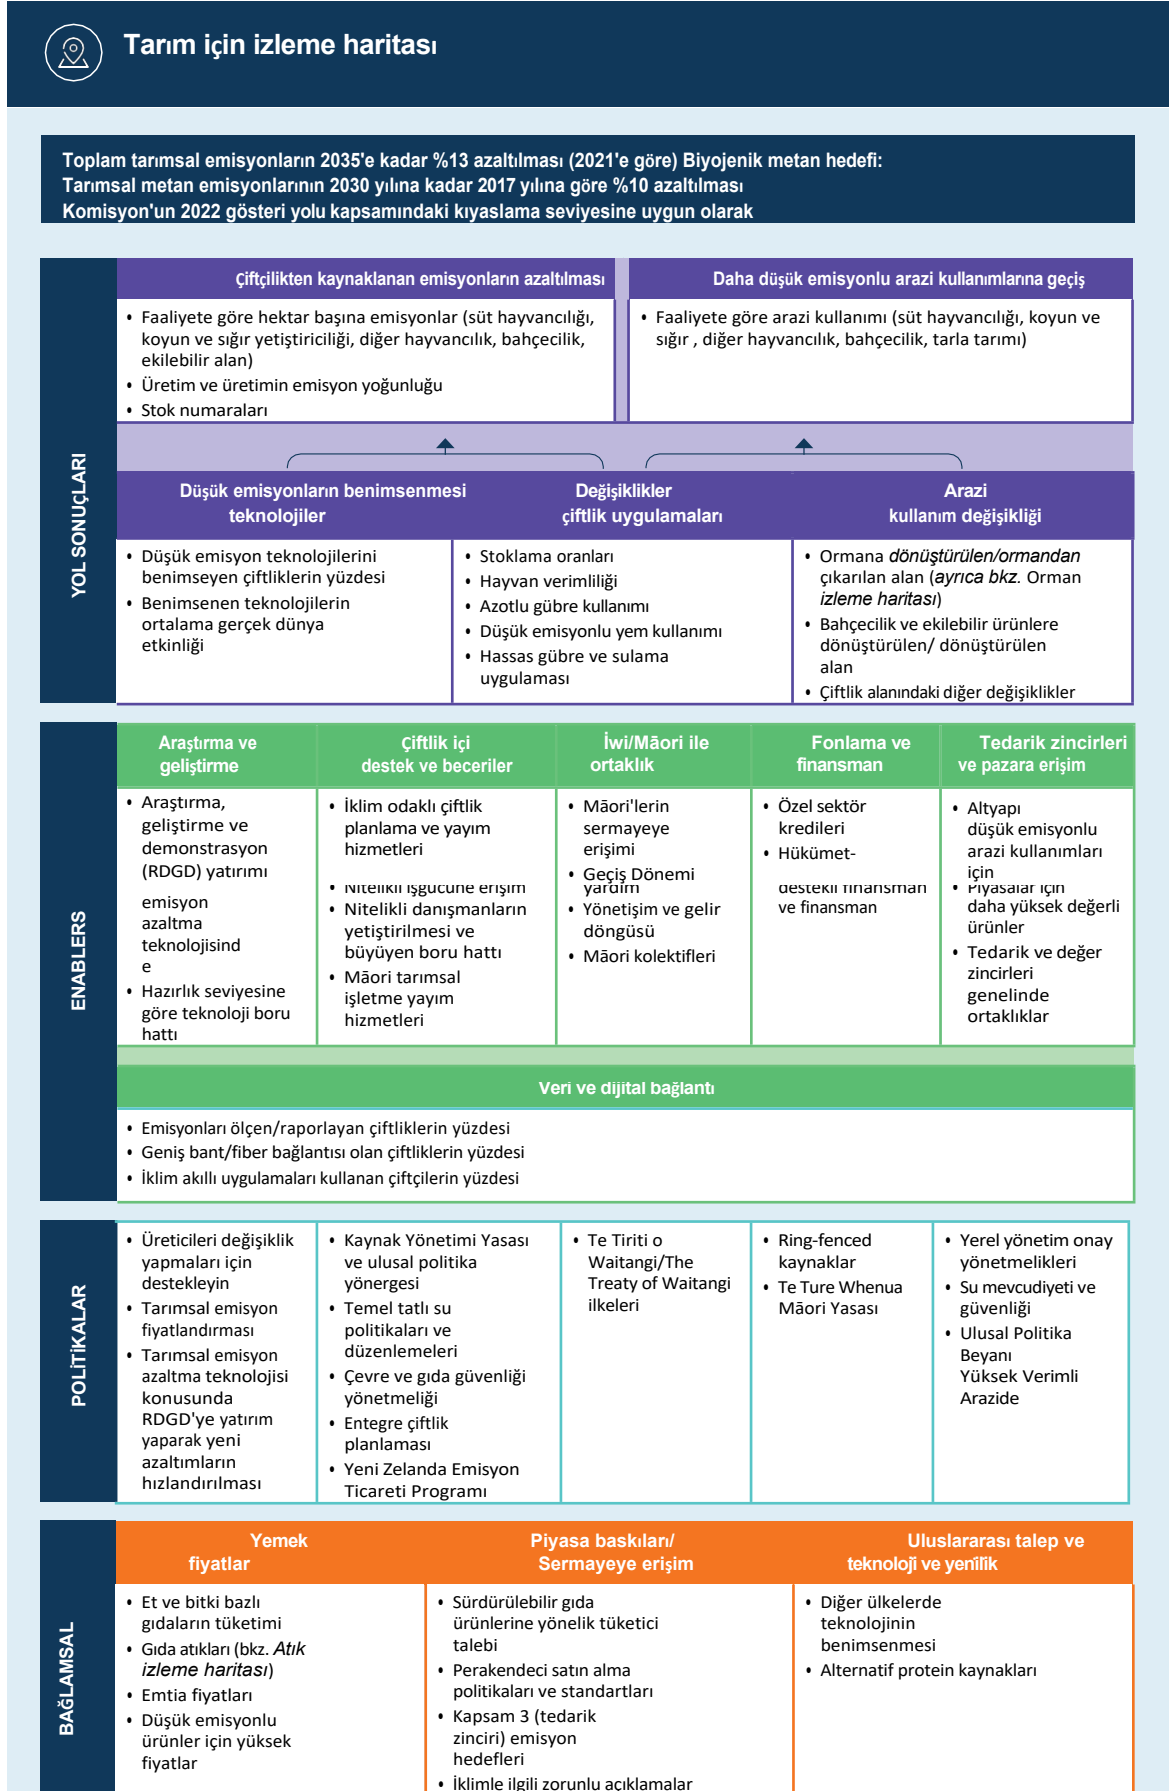 Tarım için izleme haritası
Toplam tarımsal emisyonların 2035'e kadar %13 azaltılması (2021'e göre) Biyojenik metan hedefi:
Tarımsal metan emisyonlarının 2030 yılına kadar 2017 yılına göre %10 azaltılması
Komisyon'un 2022 gösteri yolu kapsamındaki kıyaslama seviyesine uygun olarak
YOL SONUÇLARI
Çiftçilikten kaynaklanan emisyonların azaltılması
• Faaliyete göre hektar başına emisyonlar (süt hayvancılığı,
koyun ve sığır yetiştiriciliği, diğer hayvancılık, bahçecilik,
ekilebilir alan)
• Üretim ve üretimin emisyon yoğunluğu
• Stok numaraları
Daha düşük emisyonlu arazi kullanımlarına geçiş
• Faaliyete göre arazi kullanımı (süt hayvancılığı, koyun ve
sığır , diğer hayvancılık, bahçecilik, tarla tarımı)
Düşük emisyonların benimsenmesi
teknolojiler
• Düşük emisyon teknolojilerini
benimseyen çiftliklerin yüzdesi
• Benimsenen teknolojilerin
ortalama gerçek dünya
etkinliği
Değişiklikler
çiftlik uygulamaları
• Stoklama oranları
• Hayvan verimliliği
• Azotlu gübre kullanımı
• Düşük emisyonlu yem kullanımı
• Hassas gübre ve sulama
uygulaması
Arazi
kullanım değişikliği
• Ormana dönüştürülen/ormandan
çıkarılan alan (ayrıca bkz. Orman
izleme haritası)
• Bahçecilik ve ekilebilir ürünlere
dönüştürülen/ dönüştürülen
alan
• Çiftlik alanındaki diğer değişiklikler
ENABLERS
Araştırma ve
geliştirme
• Araştırma,
geliştirme ve
demonstrasyon
(RDGD) yatırımı
emisyon
azaltma
teknolojisind
e
• Hazırlık seviyesine
göre teknoloji boru
hattı
Çiftlik içi
destek ve beceriler
• İklim odaklı çiftlik
planlama ve yayım
hizmetleri
• Nitelikli işgücüne erişim
• Nitelikli danışmanların
yetiştirilmesi ve
büyüyen boru hattı
• Māori tarımsal
işletme yayım
hizmetleri
İwi/Māori ile
ortaklık
• Māori'lerin
sermayeye
erişimi
• Geçiş Dönemi
yardım
• Yönetişim ve gelir
döngüsü
• Māori kolektifleri
Fonlama ve
finansman
• Özel sektör
kredileri
• Hükümet-
destekli finansman
ve finansman
Tedarik zincirleri
ve pazara erişim
• Altyapı
düşük emisyonlu
arazi kullanımları
için
• Piyasalar için
daha yüksek değerli
ürünler
• Tedarik ve değer
zincirleri
genelinde
ortaklıklar
Veri ve dijital bağlantı
• Emisyonları ölçen/raporlayan çiftliklerin yüzdesi
• Geniş bant/fiber bağlantısı olan çiftliklerin yüzdesi
• İklim akıllı uygulamaları kullanan çiftçilerin yüzdesi
POLİTİKALAR
• Üreticileri değişiklik
yapmaları için
destekleyin
• Tarımsal emisyon
fiyatlandırması
• Tarımsal emisyon
azaltma teknolojisi
konusunda
RDGD'ye yatırım
yaparak yeni
azaltımların
hızlandırılması
• Kaynak Yönetimi Yasası
ve ulusal politika
yönergesi
• Temel tatlı su
politikaları ve
düzenlemeleri
• Çevre ve gıda güvenliği
yönetmeliği
• Entegre çiftlik
planlaması
• Yeni Zelanda Emisyon
Ticareti Programı
• Te Tiriti o
Waitangi/The
Treaty of Waitangi
ilkeleri
• Ring-fenced
kaynaklar
• Te Ture Whenua
Māori Yasası
• Yerel yönetim onay
yönetmelikleri
• Su mevcudiyeti ve
güvenliği
• Ulusal Politika
Beyanı
Yüksek Verimli
Arazide
BAĞLAMSAL
Yemek
fiyatlar
• Et ve bitki bazlı
gıdaların tüketimi
• Gıda atıkları (bkz. Atık
izleme haritası)
• Emtia fiyatları
• Düşük emisyonlu
ürünler için yüksek
fiyatlar
Piyasa baskıları/
Sermayeye erişim
• Sürdürülebilir gıda
ürünlerine yönelik tüketici
talebi
• Perakendeci satın alma
politikaları ve standartları
• Kapsam 3 (tedarik
zinciri) emisyon
hedefleri
• İklimle ilgili zorunlu açıklamalar
Uluslararası talep ve
teknoloji ve yenilik
• Diğer ülkelerde
teknolojinin
benimsenmesi
• Alternatif protein kaynakları